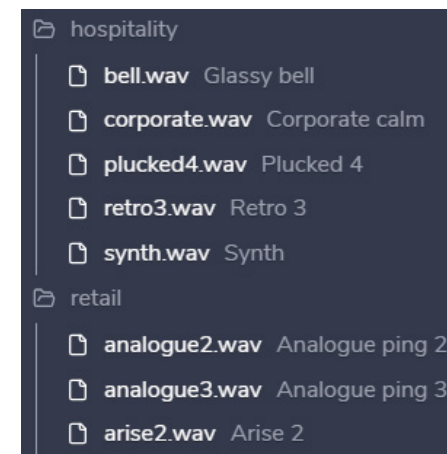 hospitality
bell.wav Glassy bell
corporate.wav Corporate calm
plucked4.wav Plucked 4
retro3.wav Retro 3
synth.wav Synth
retail
analogue2.wav Analogue ping 2
analogue3.wav Analogue ping 3
arise2.wav Arise 2